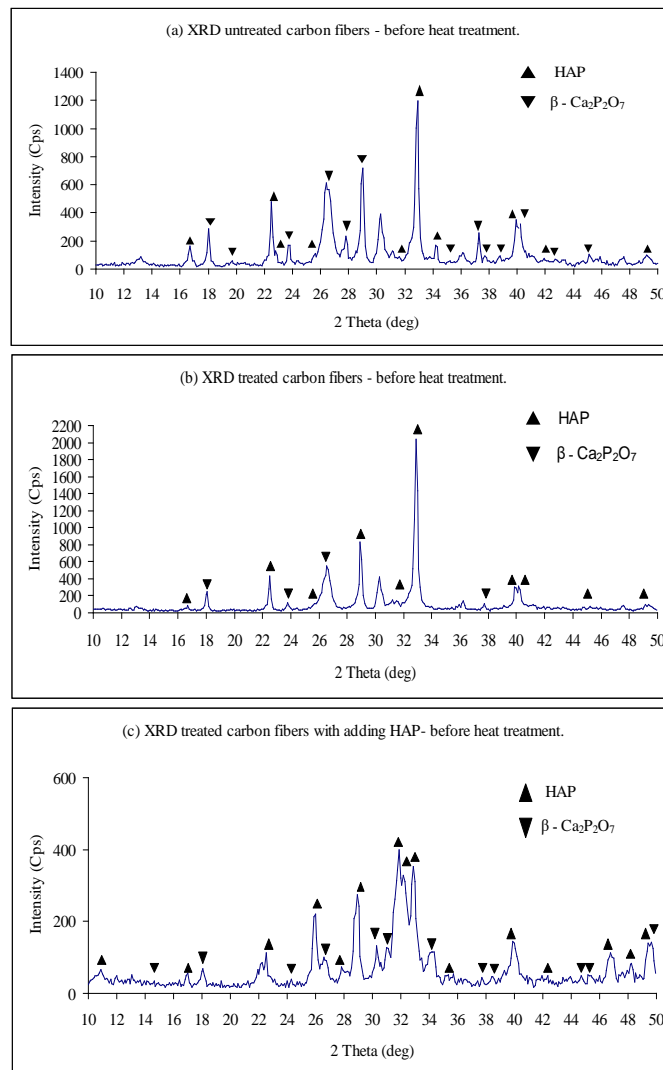 (a) XRD untreated carbon fibers - before heat treatment.
HAP
β - Ca₂P₂O₇
Intensity (Cps)
1400
1200
1000
800
600
400
200
0
10 12 14 16 18 20 22 24 26 28 30 32 34 36 38 40 42 44 46 48 50
2 Theta (deg)
(b) XRD treated carbon fibers - before heat treatment.
HAP
β - Ca₂P₂O₇
Intensity (Cps)
2200
2000
1800
1600
1400
1200
1000
800
600
400
200
0
10 12 14 16 18 20 22 24 26 28 30 32 34 36 38 40 42 44 46 48 50
2 Theta (deg)
(c) XRD treated carbon fibers with adding HAP- before heat treatment.
HAP
β - Ca₂P₂O₇
Intensity (Cps)
600
400
200
0
10 12 14 16 18 20 22 24 26 28 30 32 34 36 38 40 42 44 46 48 50
2 Theta (deg)